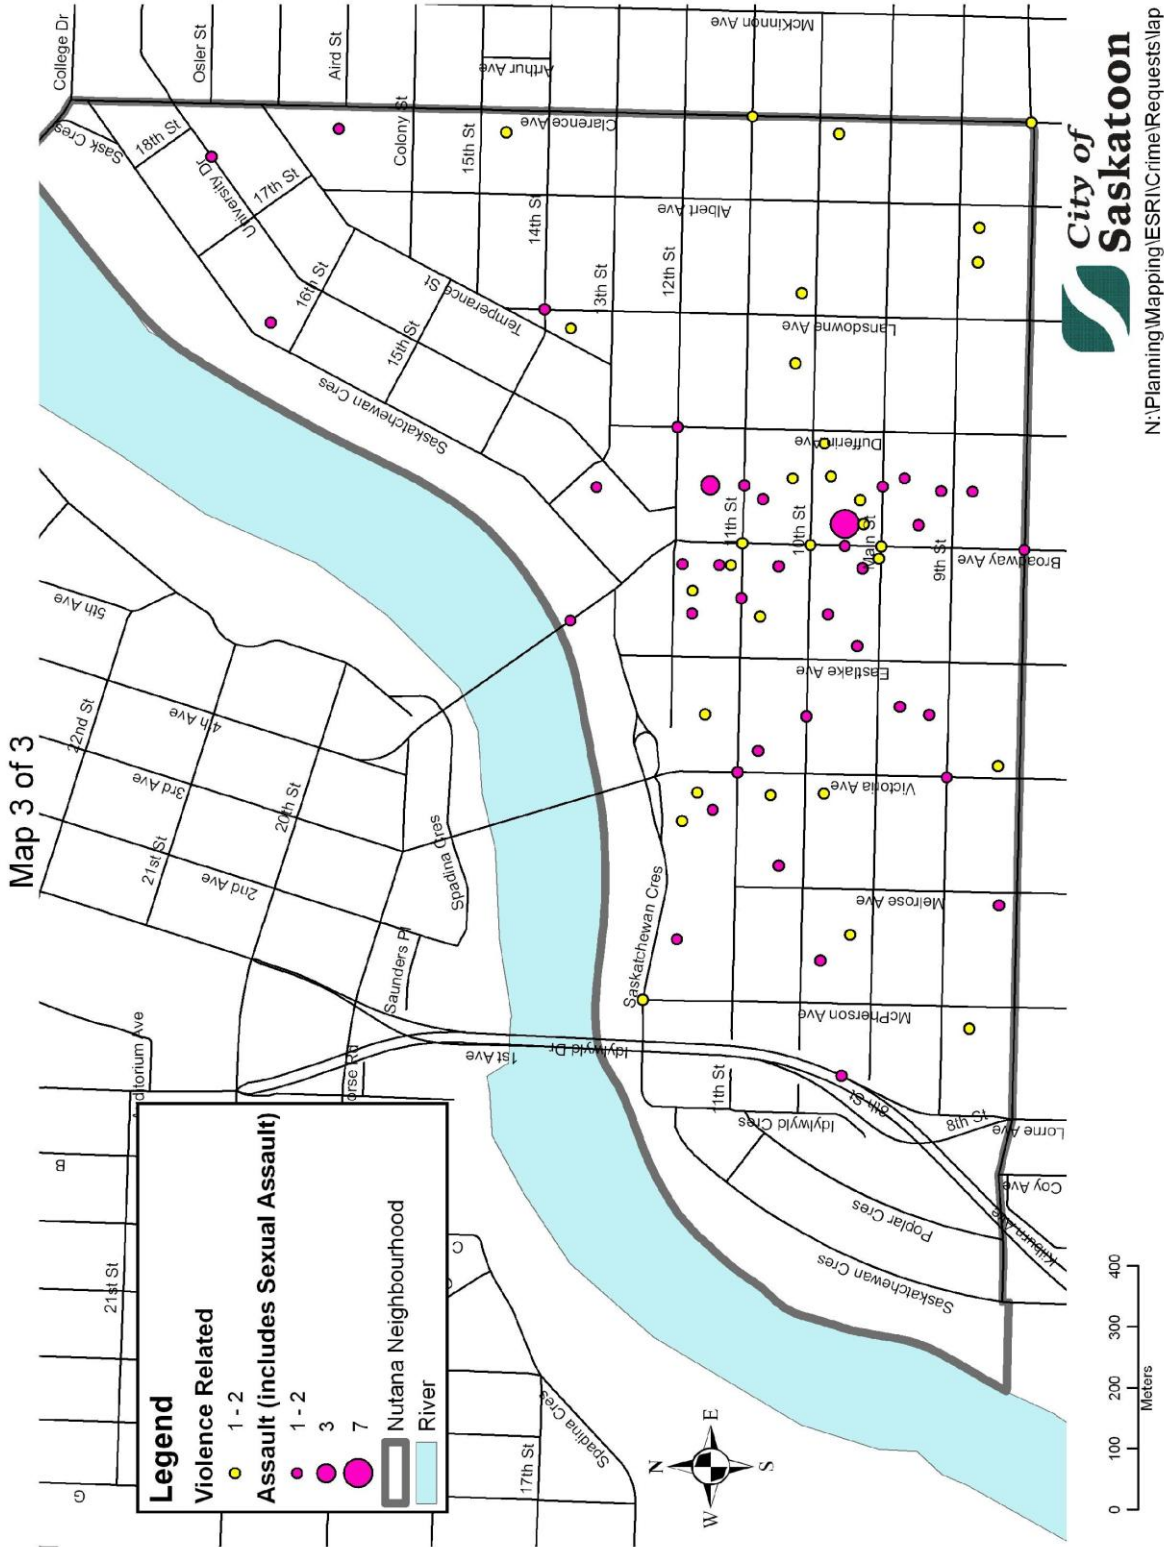 Map 3 of 3
College Dr
Osler St
Aird St
Colony St
15th St
14th St
13th St
12th St
McKinnon Ave
Arthur Ave
Clarence Ave
Albert Ave
Sask Cres
18th St
University Dr
17th St
16th St
15th St
Temperance St
Saskatchewan Cres
Lansdowne Ave
Dufferin Ave
11th St
10th St
Main St
9th St
Broadway Ave
Eastlake Ave
Victoria Ave
Melrose Ave
McPherson Ave
Saskatchewan Cres
5th Ave
22nd St
4th Ave
3rd Ave
21st St
20th St
2nd Ave
Spadina Cres
Saunders Pl
1st Ave
Idylwyld Dr
ditorium Ave
orse Rd
11th St
8th St
8th St
Idylwyld Cres
Lorne Ave
Coy Ave
Kilburn Ave
Poplar Cres
Saskatchewan Cres
B
21st St
G
C
17th St
Spadina Cres
Legend
Violence Related
1 - 2
Assault (includes Sexual Assault)
1 - 2
3
7
Nutana Neighbourhood
River
N
W
E
S
0 100 200 300 400
Meters
City of
Saskatoon
N:\Planning\Mapping\ESRI\Crime\Requests\lap